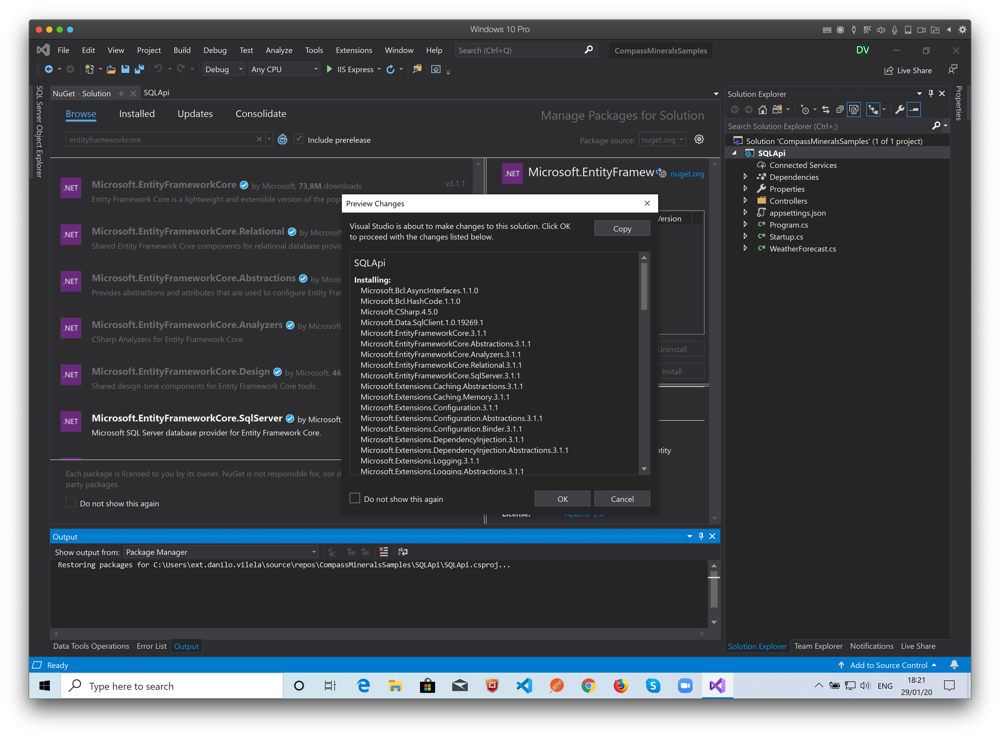 Windows 10 Pro
File Edit View Project Build Debug Test Analyze Tools Extensions Window Help Search (Ctrl+Q) CompassMineralsSamples DV
Debug Any CPU IIS Express Live Share
SQL Server Object Explorer
NuGet - Solution SQLApi
Browse Installed Updates Consolidate Manage Packages for Solution
entityframeworkcore Include prerelease Package source: nuget.org
.NET Microsoft.EntityFrameworkCore by Microsoft, 73,8M downloads v3.1.1
Entity Framework Core is a lightweight and extensible version of the pop
.NET Microsoft.EntityFrameworkCore.Relational by Microsoft
Shared Entity Framework Core components for relational database provid
.NET Microsoft.EntityFrameworkCore.Abstractions by Micro
Provides abstractions and attributes that are used to configure Entity Fra
.NET Microsoft.EntityFrameworkCore.Analyzers by Microsoft,
CSharp Analyzers for Entity Framework Core.
.NET Microsoft.EntityFrameworkCore.Design by Microsoft, 46,
Shared design-time components for Entity Framework Core tools.
.NET Microsoft.EntityFrameworkCore.SqlServer by Microsoft,
Microsoft SQL Server database provider for Entity Framework Core.
Each package is licensed to you by its owner. NuGet is not responsible for, nor d
party packages.
Do not show this again
.NET Microsoft.EntityFramew nuget.org
Version
Uninstall
Install
ntity
License: Apache-2.0
Preview Changes
Visual Studio is about to make changes to this solution. Click OK
to proceed with the changes listed below.
Copy
SQLApi
Installing:
Microsoft.Bcl.AsyncInterfaces.1.1.0
Microsoft.Bcl.HashCode.1.1.0
Microsoft.CSharp.4.5.0
Microsoft.Data.SqlClient.1.0.19269.1
Microsoft.EntityFrameworkCore.3.1.1
Microsoft.EntityFrameworkCore.Abstractions.3.1.1
Microsoft.EntityFrameworkCore.Analyzers.3.1.1
Microsoft.EntityFrameworkCore.Relational.3.1.1
Microsoft.EntityFrameworkCore.SqlServer.3.1.1
Microsoft.Extensions.Caching.Abstractions.3.1.1
Microsoft.Extensions.Caching.Memory.3.1.1
Microsoft.Extensions.Configuration.3.1.1
Microsoft.Extensions.Configuration.Abstractions.3.1.1
Microsoft.Extensions.Configuration.Binder.3.1.1
Microsoft.Extensions.DependencyInjection.3.1.1
Microsoft.Extensions.DependencyInjection.Abstractions.3.1.1
Microsoft.Extensions.Logging.3.1.1
Microsoft.Extensions.Logging.Abstractions.3.1.1
Do not show this again OK Cancel
Solution Explorer
Search Solution Explorer (Ctrl+;)
Solution 'CompassMineralsSamples' (1 of 1 project)
SQLApi
Connected Services
Dependencies
Properties
Controllers
appsettings.json
C# Program.cs
C# Startup.cs
C# WeatherForecast.cs
Properties
Output
Show output from: Package Manager
Restoring packages for C:\Users\ext.danilo.vilela\source\repos\CompassMineralsSamples\SQLApi\SQLApi.csproj...
Data Tools Operations Error List Output
Solution Explorer Team Explorer Notifications Live Share
Ready Add to Source Control
Type here to search ENG 18:21
29/01/20